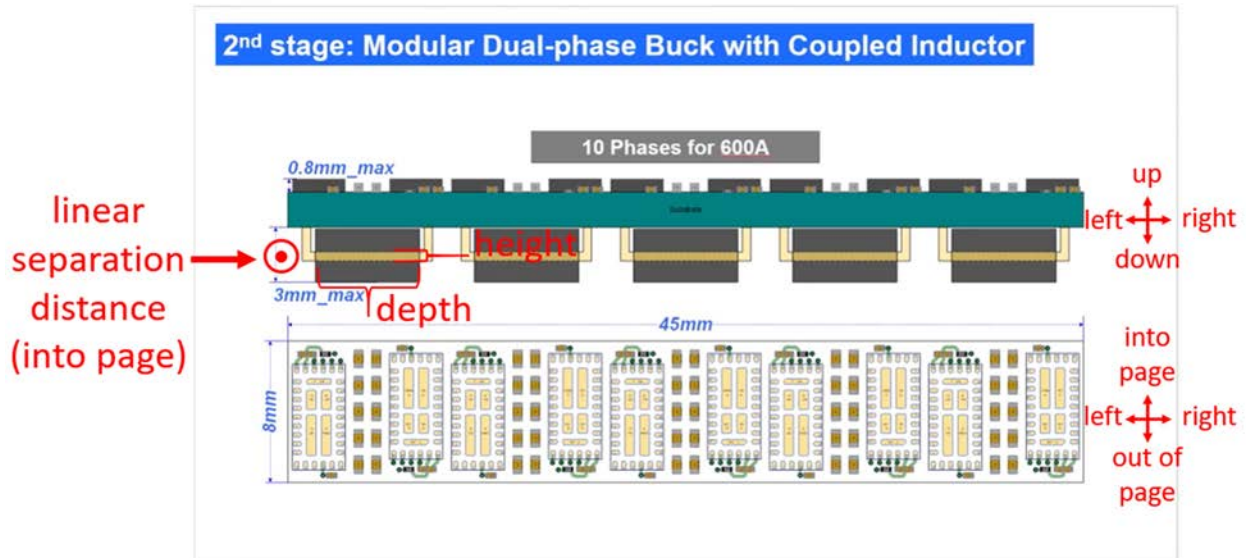 2nd stage: Modular Dual-phase Buck with Coupled Inductor
10 Phases for 600A
0.8mm_max
up
left right
down
linear
separation
distance
(into page)
height
3mm_max
depth
45mm
8mm
into
page
left right
out of
page